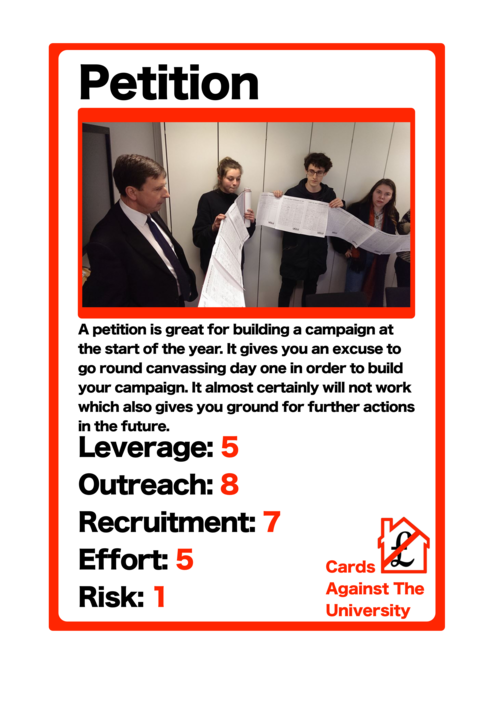 Petition
A petition is great for building a campaign at
the start of the year. It gives you an excuse to
go round canvassing day one in order to build
your campaign. It almost certainly will not work
which also gives you ground for further actions
in the future.
Leverage: 5
Outreach: 8
Recruitment: 7
Effort: 5
Risk: 1
£
Cards
Against The
University